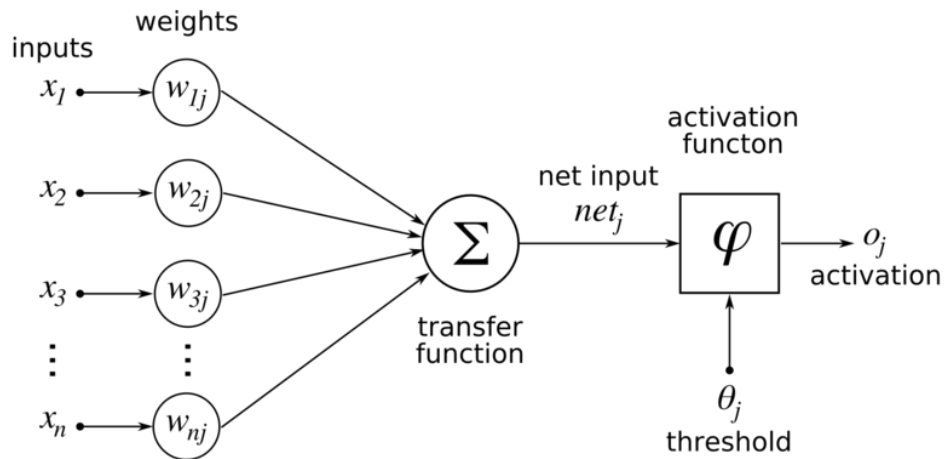 weights
inputs
x₁
w₁ⱼ
x₂
w₂ⱼ
x₃
w₃ⱼ
⋮
⋮
xₙ
wₙⱼ
Σ
transfer
function
net input
netⱼ
activation
functon
φ
oⱼ
activation
θⱼ
threshold